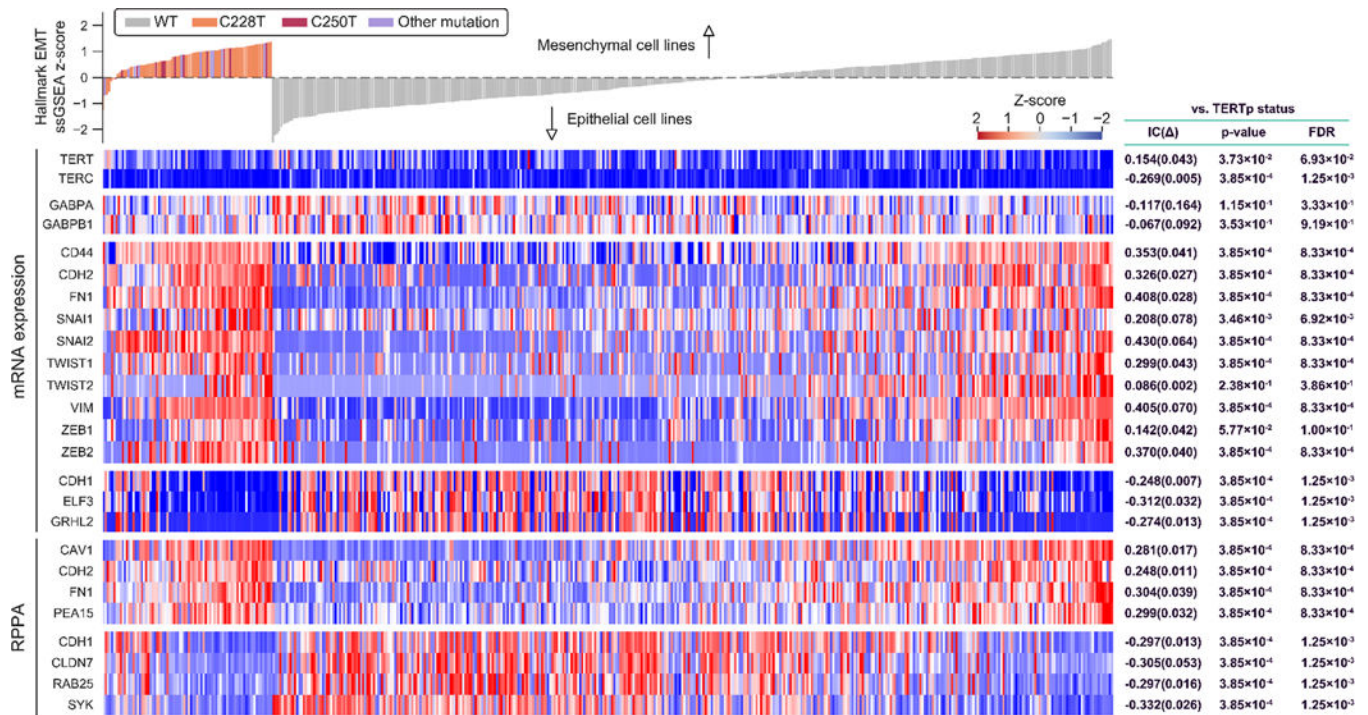 WT C228T C250T Other mutation
Hallmark EMT
ssGSEA z-score
2
1
0
−1
−2
Mesenchymal cell lines
Epithelial cell lines
Z-score
2 1 0 −1 −2
vs. TERTp status
IC(Δ) p-value FDR
mRNA expression
TERT 0.154(0.043) 3.73×10⁻² 6.93×10⁻²
TERC -0.269(0.005) 3.85×10⁻⁴ 1.25×10⁻³
GABPA -0.117(0.164) 1.15×10⁻¹ 3.33×10⁻¹
GABPB1 -0.067(0.092) 3.53×10⁻¹ 9.19×10⁻¹
CD44 0.353(0.041) 3.85×10⁻⁴ 8.33×10⁻⁴
CDH2 0.326(0.027) 3.85×10⁻⁴ 8.33×10⁻⁴
FN1 0.408(0.028) 3.85×10⁻⁴ 8.33×10⁻⁴
SNAI1 0.208(0.078) 3.46×10⁻³ 6.92×10⁻³
SNAI2 0.430(0.064) 3.85×10⁻⁴ 8.33×10⁻⁴
TWIST1 0.299(0.043) 3.85×10⁻⁴ 8.33×10⁻⁴
TWIST2 0.086(0.002) 2.38×10⁻¹ 3.86×10⁻¹
VIM 0.405(0.070) 3.85×10⁻⁴ 8.33×10⁻⁴
ZEB1 0.142(0.042) 5.77×10⁻² 1.00×10⁻¹
ZEB2 0.370(0.040) 3.85×10⁻⁴ 8.33×10⁻⁴
CDH1 -0.248(0.007) 3.85×10⁻⁴ 1.25×10⁻³
ELF3 -0.312(0.032) 3.85×10⁻⁴ 1.25×10⁻³
GRHL2 -0.274(0.013) 3.85×10⁻⁴ 1.25×10⁻³
RPPA
CAV1 0.281(0.017) 3.85×10⁻⁴ 8.33×10⁻⁴
CDH2 0.248(0.011) 3.85×10⁻⁴ 8.33×10⁻⁴
FN1 0.304(0.039) 3.85×10⁻⁴ 8.33×10⁻⁴
PEA15 0.299(0.032) 3.85×10⁻⁴ 8.33×10⁻⁴
CDH1 -0.297(0.013) 3.85×10⁻⁴ 1.25×10⁻³
CLDN7 -0.305(0.053) 3.85×10⁻⁴ 1.25×10⁻³
RAB25 -0.297(0.016) 3.85×10⁻⁴ 1.25×10⁻³
SYK -0.332(0.026) 3.85×10⁻⁴ 1.25×10⁻³